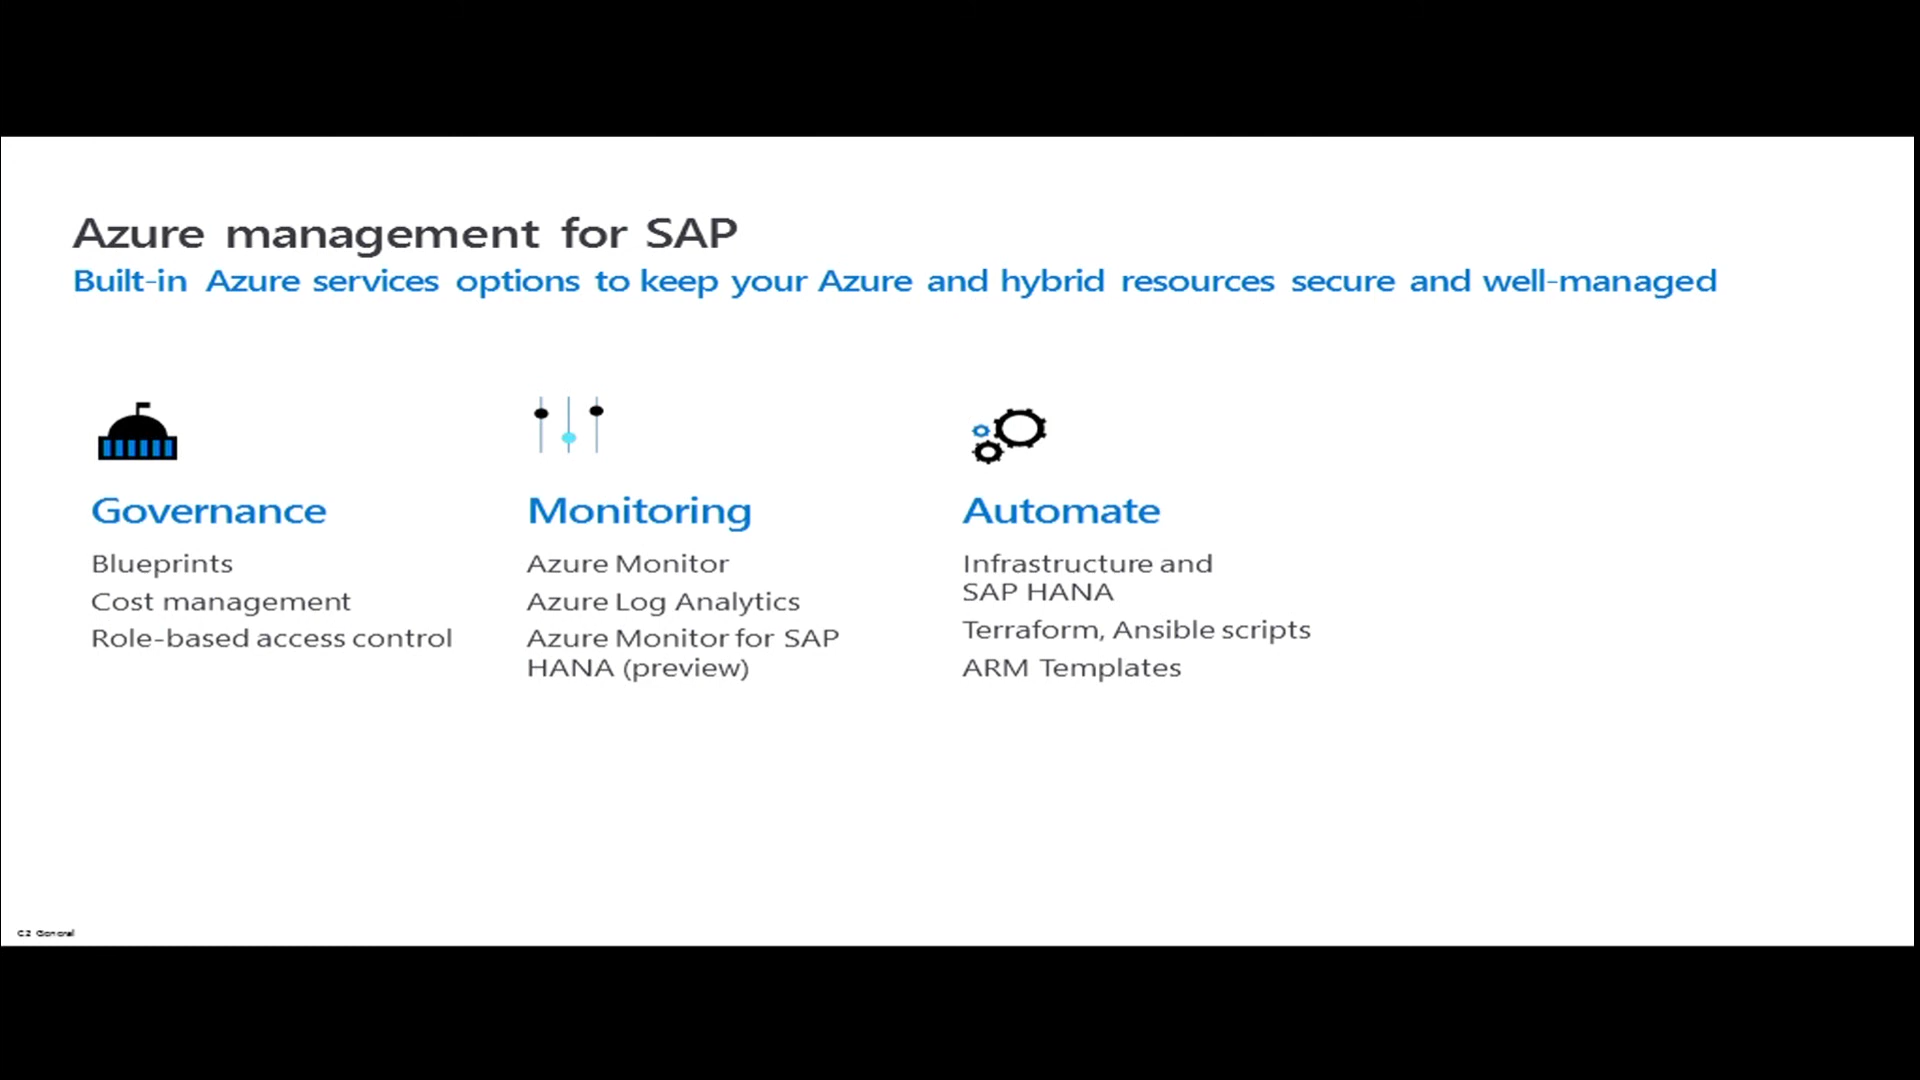 Azure management for SAP
Built-in Azure services options to keep your Azure and hybrid resources secure and well-managed
Governance
Blueprints
Cost management
Role-based access control
Monitoring
Azure Monitor
Azure Log Analytics
Azure Monitor for SAP
HANA (preview)
Automate
Infrastructure and
SAP HANA
Terraform, Ansible scripts
ARM Templates
C2 General